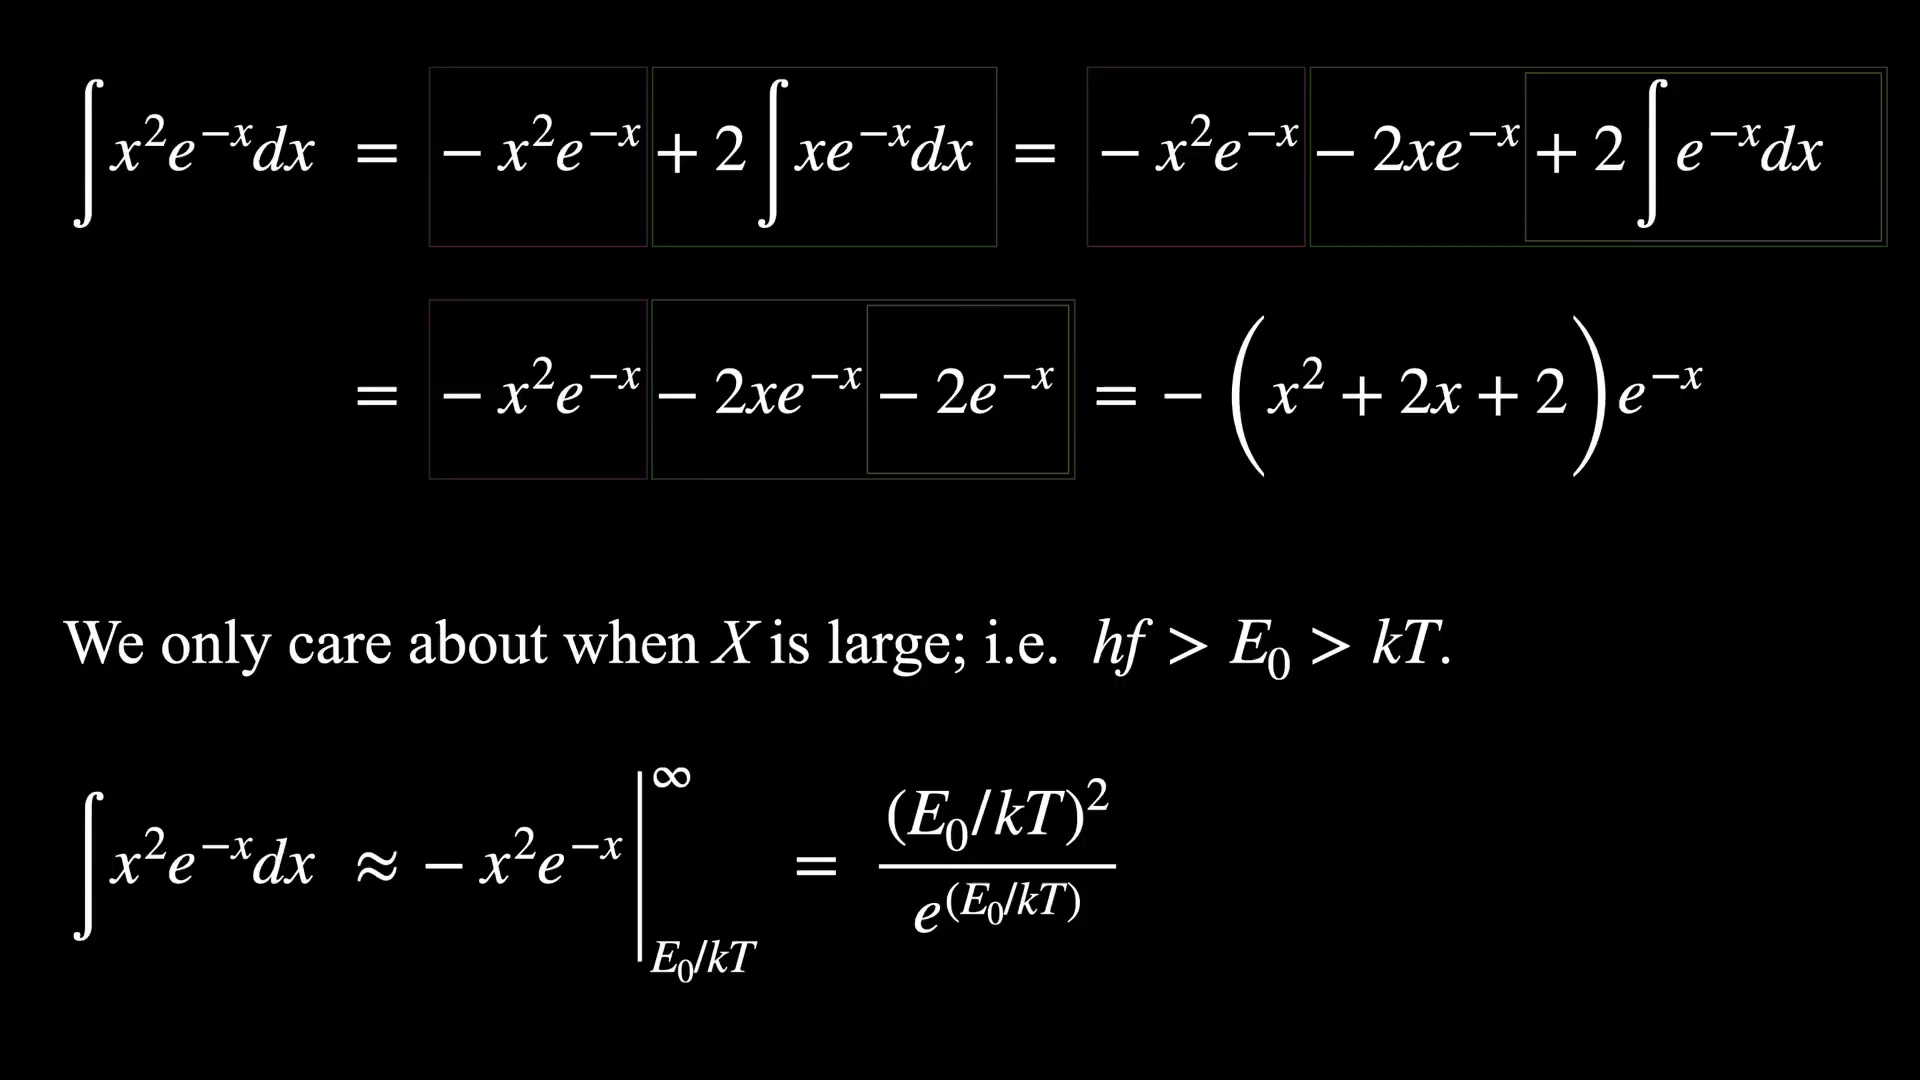 ∫x²e⁻ˣdx = − x²e⁻ˣ + 2∫xe⁻ˣdx = − x²e⁻ˣ − 2xe⁻ˣ + 2∫e⁻ˣdx
= − x²e⁻ˣ − 2xe⁻ˣ − 2e⁻ˣ = −(x² + 2x + 2)e⁻ˣ
We only care about when X is large; i.e. hf > E₀ > kT.
∫x²e⁻ˣdx ≈ − x²e⁻ˣ |_{E₀/kT}^{∞} = (E₀/kT)² / e^{(E₀/kT)}